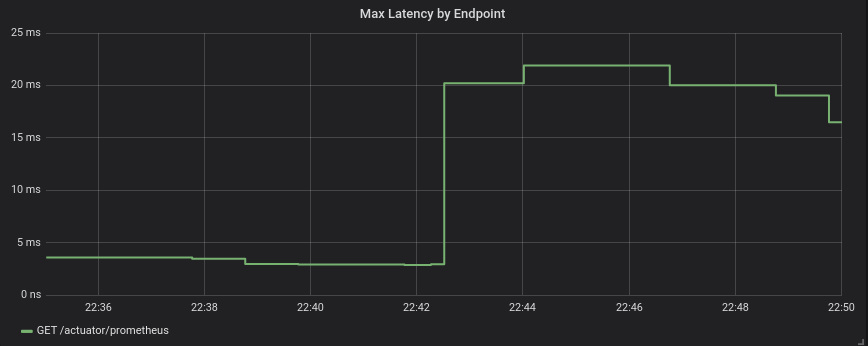 Max Latency by Endpoint
25 ms
20 ms
15 ms
10 ms
5 ms
0 ns
22:36 22:38 22:40 22:42 22:44 22:46 22:48 22:50
GET /actuator/prometheus